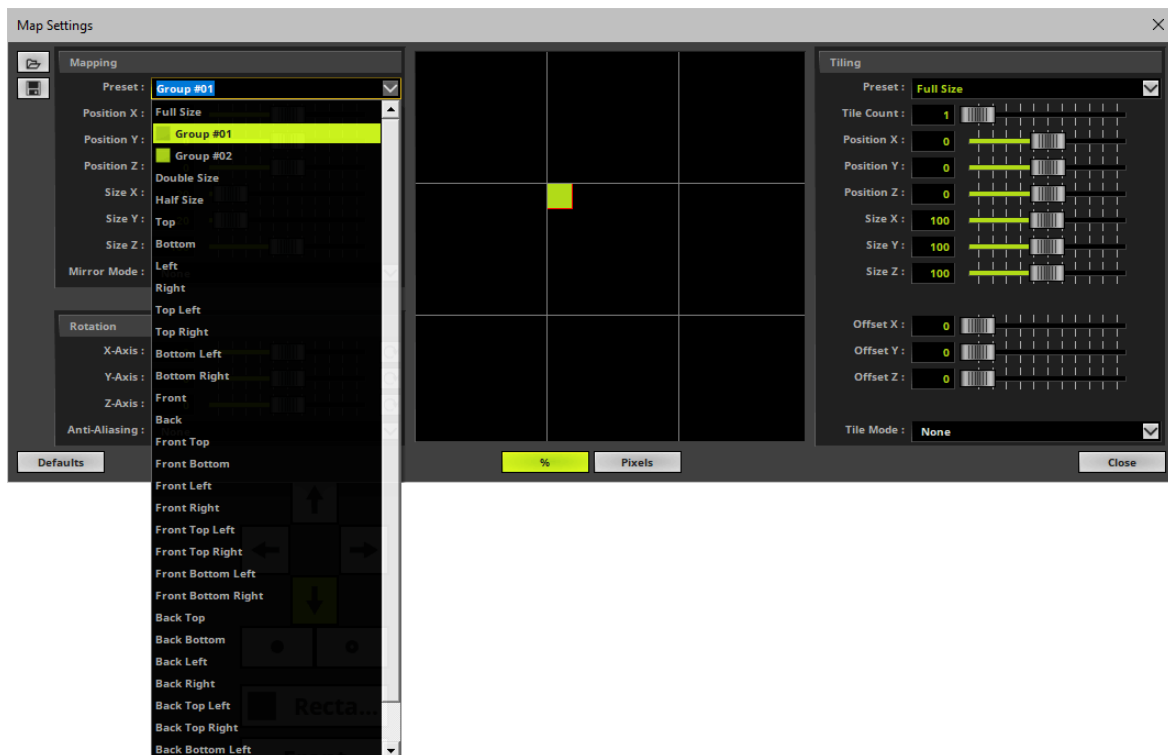 Map Settings
Mapping
Preset :
Group #01
Position X :
Position Y :
Position Z :
Size X :
Size Y :
Size Z :
Mirror Mode :
Rotation
X-Axis :
Y-Axis :
Z-Axis :
Anti-Aliasing :
Full Size
Group #01
Group #02
Double Size
Half Size
Top
Bottom
Left
Right
Top Left
Top Right
Bottom Left
Bottom Right
Front
Back
Front Top
Front Bottom
Front Left
Front Right
Front Top Left
Front Top Right
Front Bottom Left
Front Bottom Right
Back Top
Back Bottom
Back Left
Back Right
Back Top Left
Back Top Right
Back Bottom Left
Recta...
Tiling
Preset : Full Size
Tile Count : 1
Position X : 0
Position Y : 0
Position Z : 0
Size X : 100
Size Y : 100
Size Z : 100
Offset X : 0
Offset Y : 0
Offset Z : 0
Tile Mode : None
Defaults
%
Pixels
Close